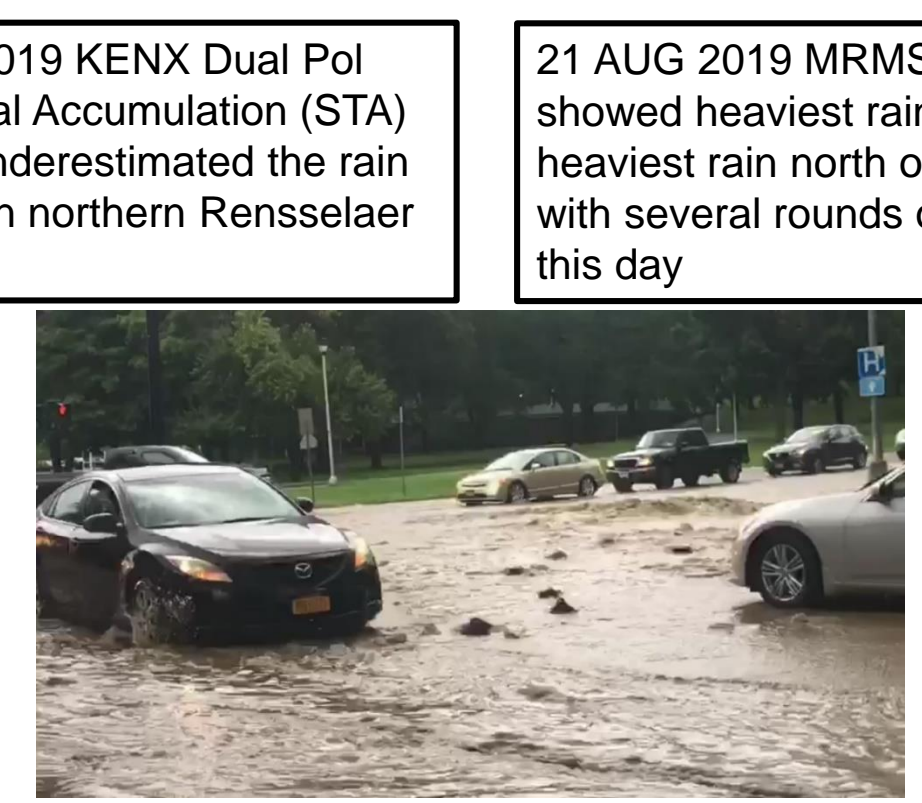 019 KENX Dual Pol
al Accumulation (STA)
nderestimated the rain
n northern Rensselaer
21 AUG 2019 MRMS
showed heaviest rain
heaviest rain north o
with several rounds o
this day
H